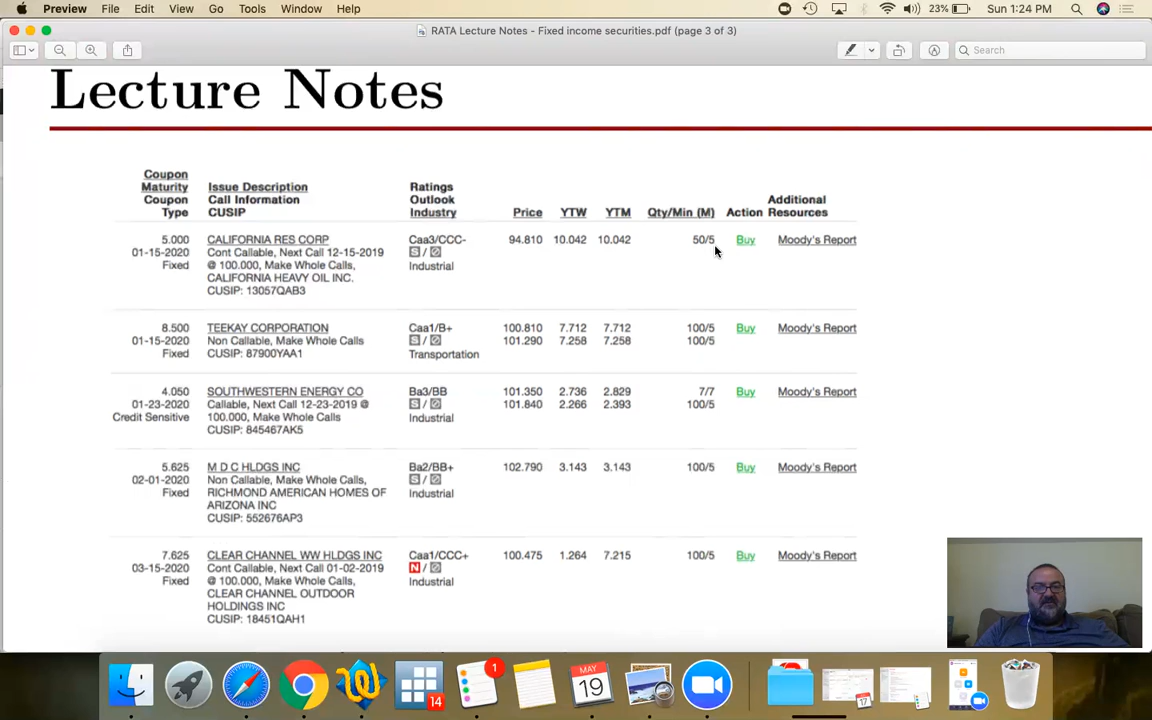 Preview File Edit View Go Tools Window Help 23% Sun 1:24 PM
RATA Lecture Notes - Fixed income securities.pdf (page 3 of 3)
Search
Lecture Notes
Coupon
Maturity Issue Description Ratings
Coupon Call Information Outlook Additional
Type CUSIP Industry Price YTW YTM Qty/Min (M) Action Resources
5.000 CALIFORNIA RES CORP Caa3/CCC- 94.810 10.042 10.042 50/5 Buy Moody's Report
01-15-2020 Cont Callable, Next Call 12-15-2019 S /
Fixed @ 100.000, Make Whole Calls, Industrial
CALIFORNIA HEAVY OIL INC.
CUSIP: 13057QAB3
8.500 TEEKAY CORPORATION Caa1/B+ 100.810 7.712 7.712 100/5 Buy Moody's Report
01-15-2020 Non Callable, Make Whole Calls S / 101.290 7.258 7.258 100/5
Fixed CUSIP: 87900YAA1 Transportation
4.050 SOUTHWESTERN ENERGY CO Ba3/BB 101.350 2.736 2.829 7/7 Buy Moody's Report
01-23-2020 Callable, Next Call 12-23-2019 @ S / 101.840 2.266 2.393 100/5
Credit Sensitive 100.000, Make Whole Calls Industrial
CUSIP: 845467AK5
5.625 M D C HLDGS INC Ba2/BB+ 102.790 3.143 3.143 100/5 Buy Moody's Report
02-01-2020 Non Callable, Make Whole Calls, S /
Fixed RICHMOND AMERICAN HOMES OF Industrial
ARIZONA INC
CUSIP: 552676AP3
7.625 CLEAR CHANNEL WW HLDGS INC Caa1/CCC+ 100.475 1.264 7.215 100/5 Buy Moody's Report
03-15-2020 Cont Callable, Next Call 01-02-2019 N /
Fixed @ 100.000, Make Whole Calls, Industrial
CLEAR CHANNEL OUTDOOR
HOLDINGS INC
CUSIP: 18451QAH1
14
1
MAY
19
17